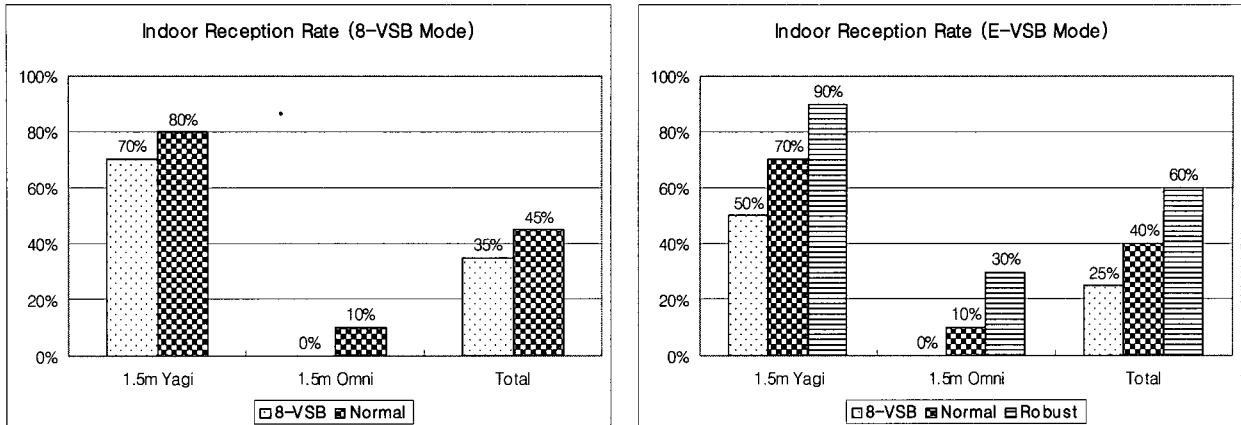 Indoor Reception Rate (8-VSB Mode)
100%
80%
60%
40%
20%
0%
70%
80%
0%
10%
35%
45%
1.5m Yagi
1.5m Omni
Total
8-VSB
Normal
Indoor Reception Rate (E-VSB Mode)
100%
80%
60%
40%
20%
0%
50%
70%
90%
0%
10%
30%
25%
40%
60%
1.5m Yagi
1.5m Omni
Total
8-VSB
Normal
Robust